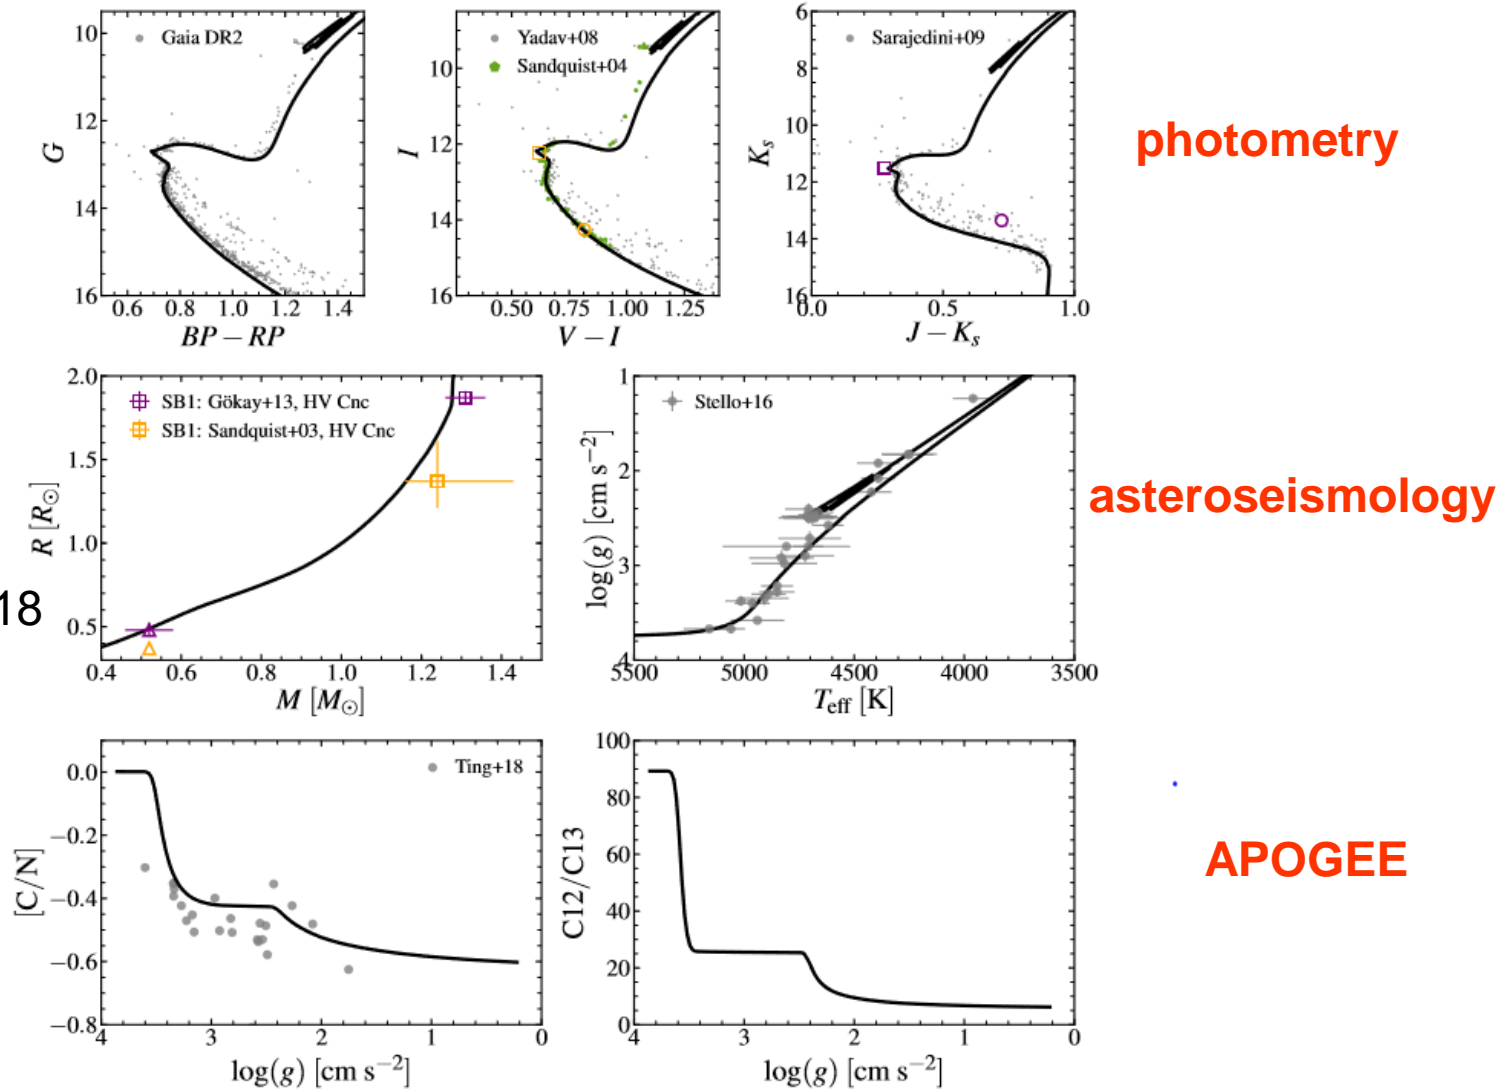 Gaia DR2
10
12
14
16
0.6 0.8 1.0 1.2 1.4
G
BP − RP
Yadav+08
Sandquist+04
10
12
14
16
0.50 0.75 1.00 1.25
I
V − I
Sarajedini+09
6
8
10
12
14
16
0.0 0.5 1.0
Ks
J − Ks
photometry
SB1: Gökay+13, HV Cnc
SB1: Sandquist+03, HV Cnc
2.0
1.5
1.0
0.5
0.4 0.6 0.8 1.0 1.2 1.4
R [R⊙]
M [M⊙]
18
Stello+16
1
2
3
4
5500 5000 4500 4000 3500
log(g) [cm s−2]
Teff [K]
asteroseismology
Ting+18
0.0
−0.2
−0.4
−0.6
−0.8
4 3 2 1 0
[C/N]
log(g) [cm s−2]
100
80
60
40
20
0
4 3 2 1 0
C12/C13
log(g) [cm s−2]
APOGEE